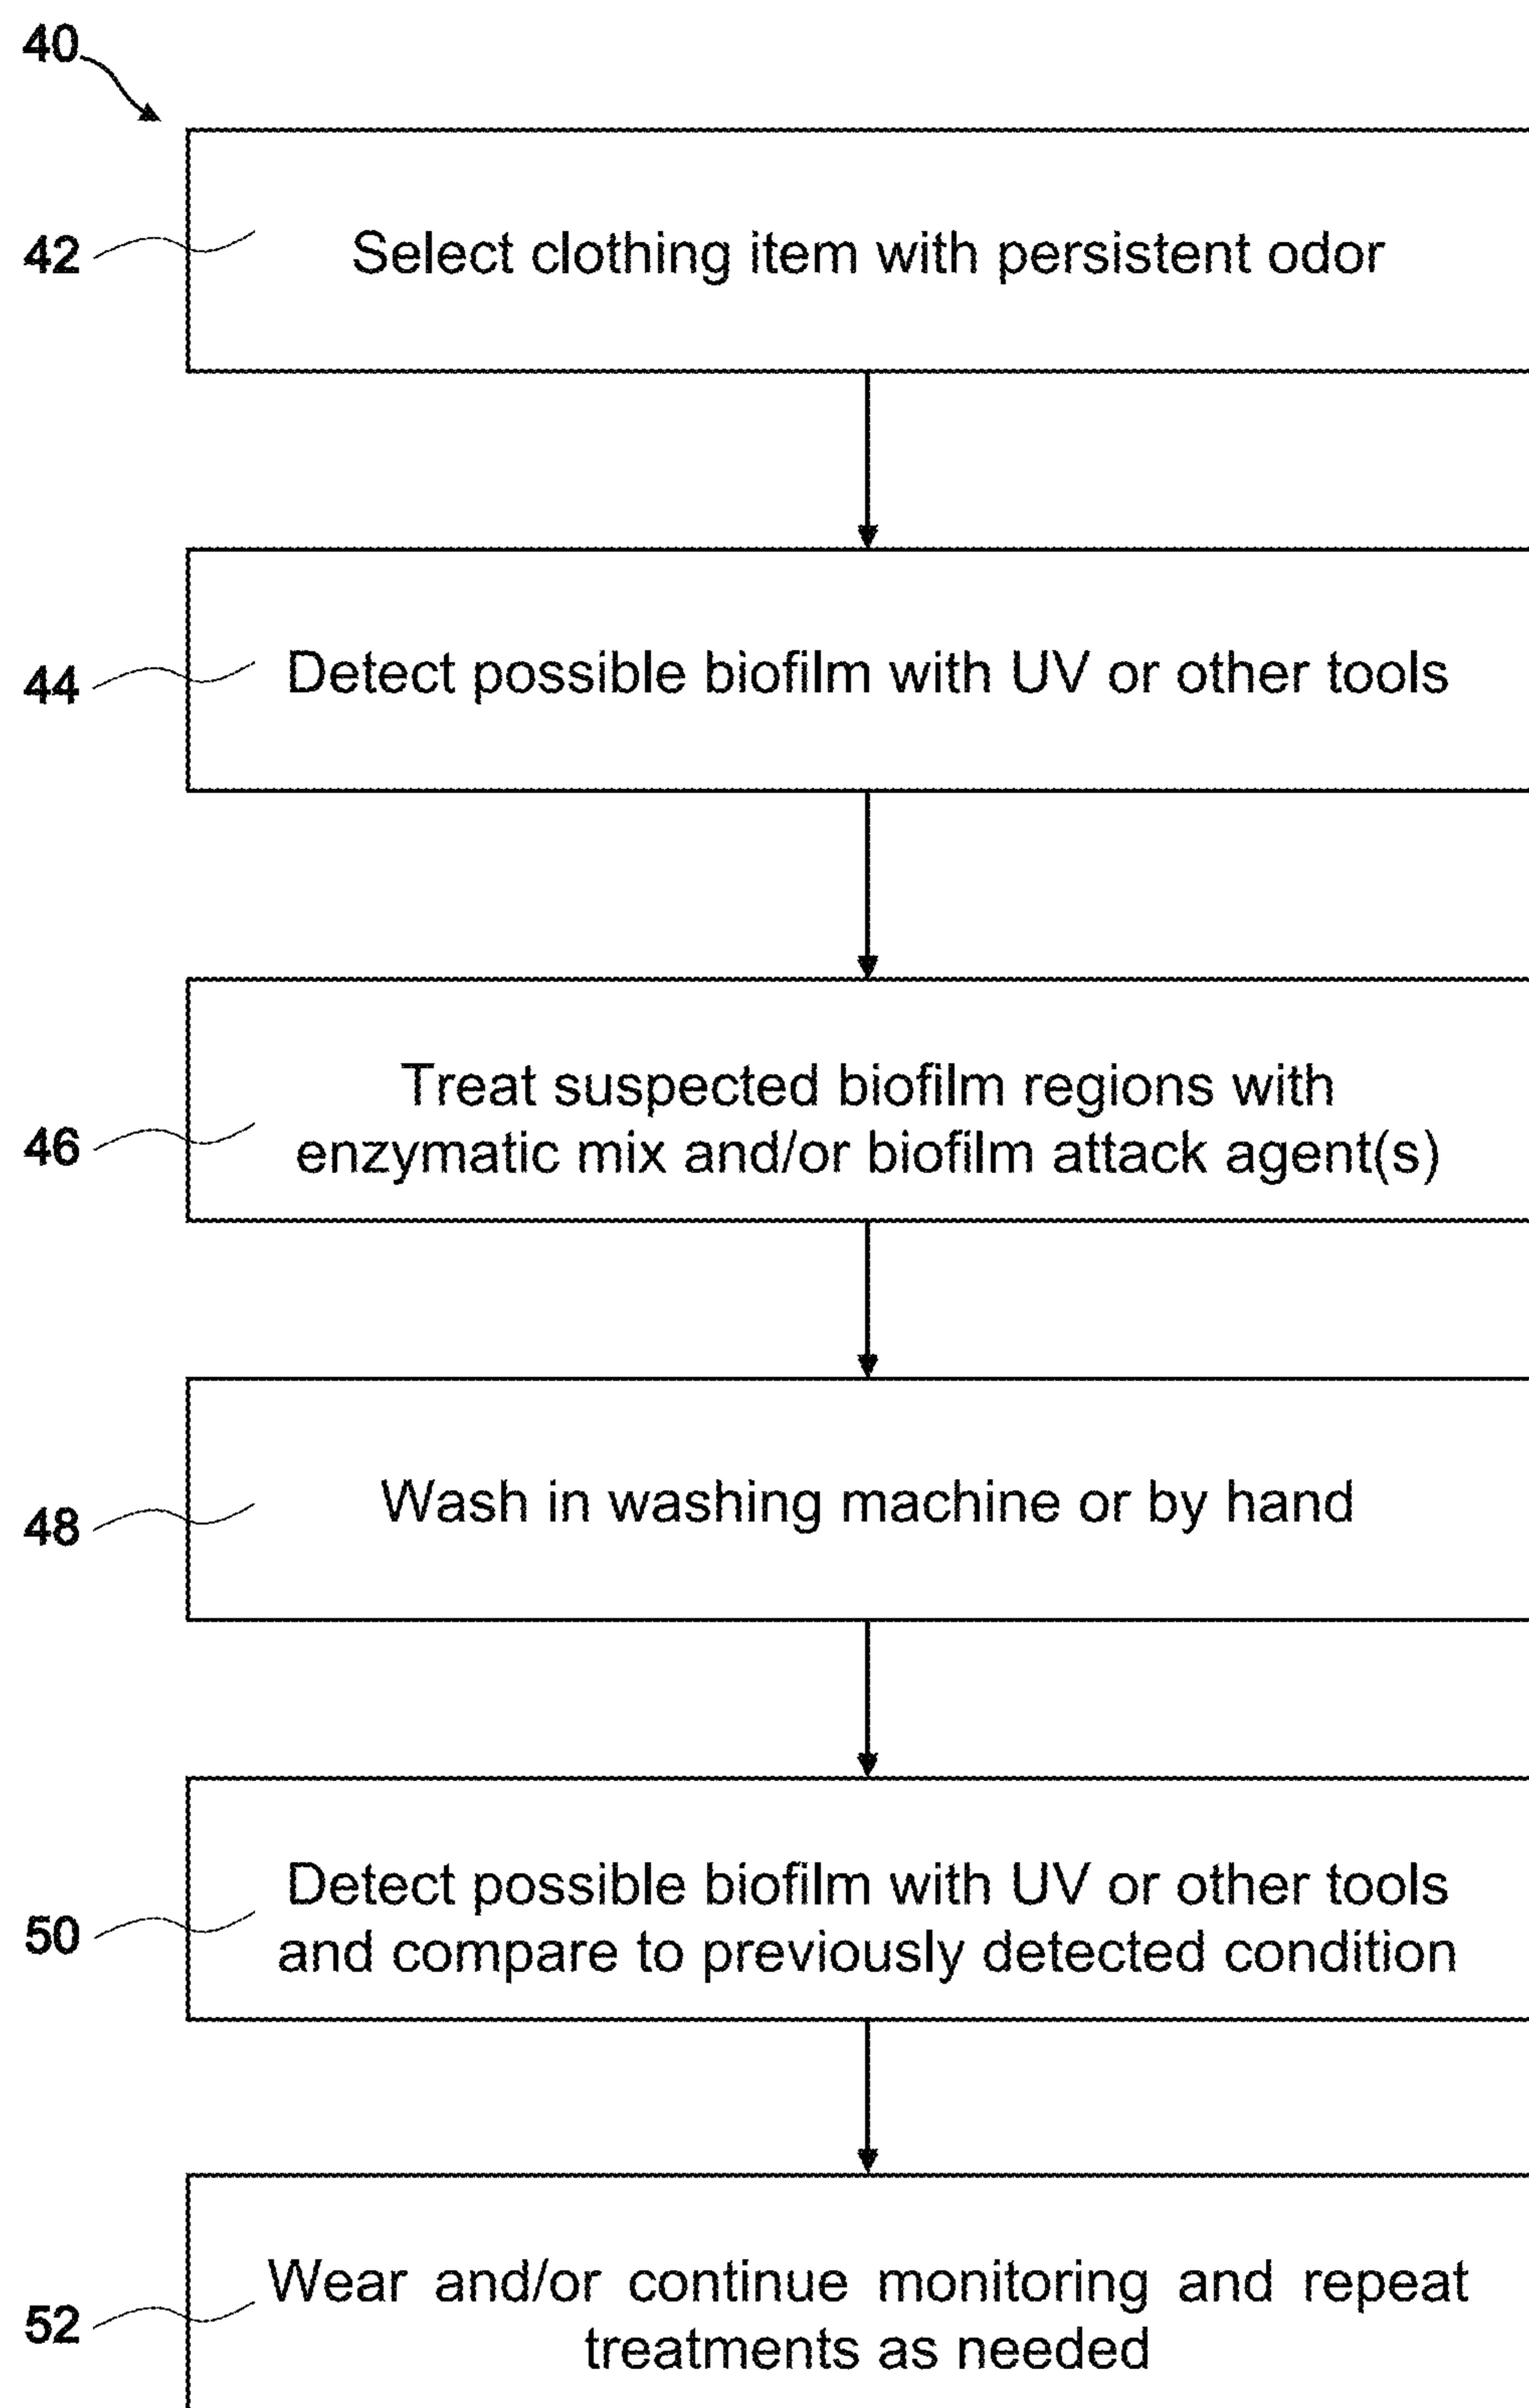 40
42
Select clothing item with persistent odor
44
Detect possible biofilm with UV or other tools
46
Treat suspected biofilm regions with
enzymatic mix and/or biofilm attack agent(s)
48
Wash in washing machine or by hand
50
Detect possible biofilm with UV or other tools
and compare to previously detected condition
52
Wear and/or continue monitoring and repeat
treatments as needed